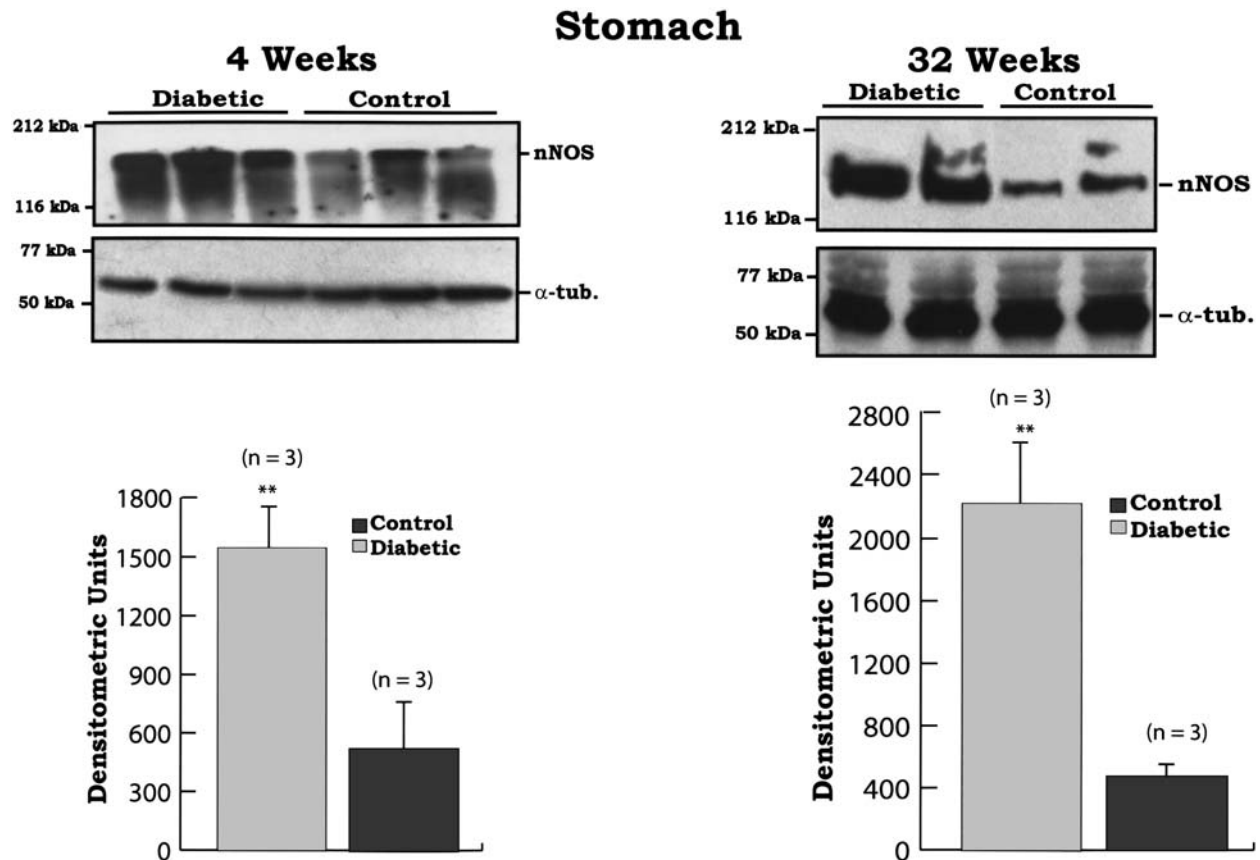 Stomach
4 Weeks
Diabetic Control
212 kDa
nNOS
116 kDa
77 kDa
α-tub.
50 kDa
(n = 3)
**
1800
1500
1200
900
600
300
0
Densitometric Units
Control
Diabetic
(n = 3)
32 Weeks
Diabetic Control
212 kDa
nNOS
116 kDa
77 kDa
α-tub.
50 kDa
(n = 3)
**
2800
2400
2000
1600
1200
800
400
0
Densitometric Units
Control
Diabetic
(n = 3)